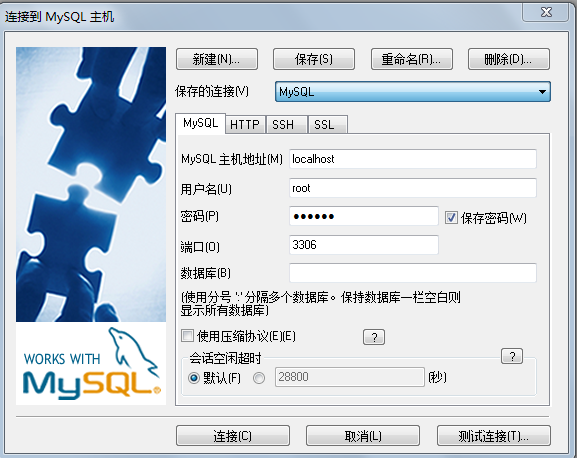 连接到 MySQL 主机
新建(N)... 保存(S) 重命名(R)... 删除(D)...
保存的连接(V) MySQL
MySQL HTTP SSH SSL
MySQL 主机地址(M) localhost
用户名(U) root
密码(P) ●●●●●● 保存密码(W)
端口(O) 3306
数据库(B)
(使用分号 ';' 分隔多个数据库。保持数据库一栏空白则
显示所有数据库)
使用压缩协议(E)(E) ?
会话空闲超时 ?
默认(F) 28800 (秒)
WORKS WITH
MySQL®
连接(C) 取消(L) 测试连接(T)...